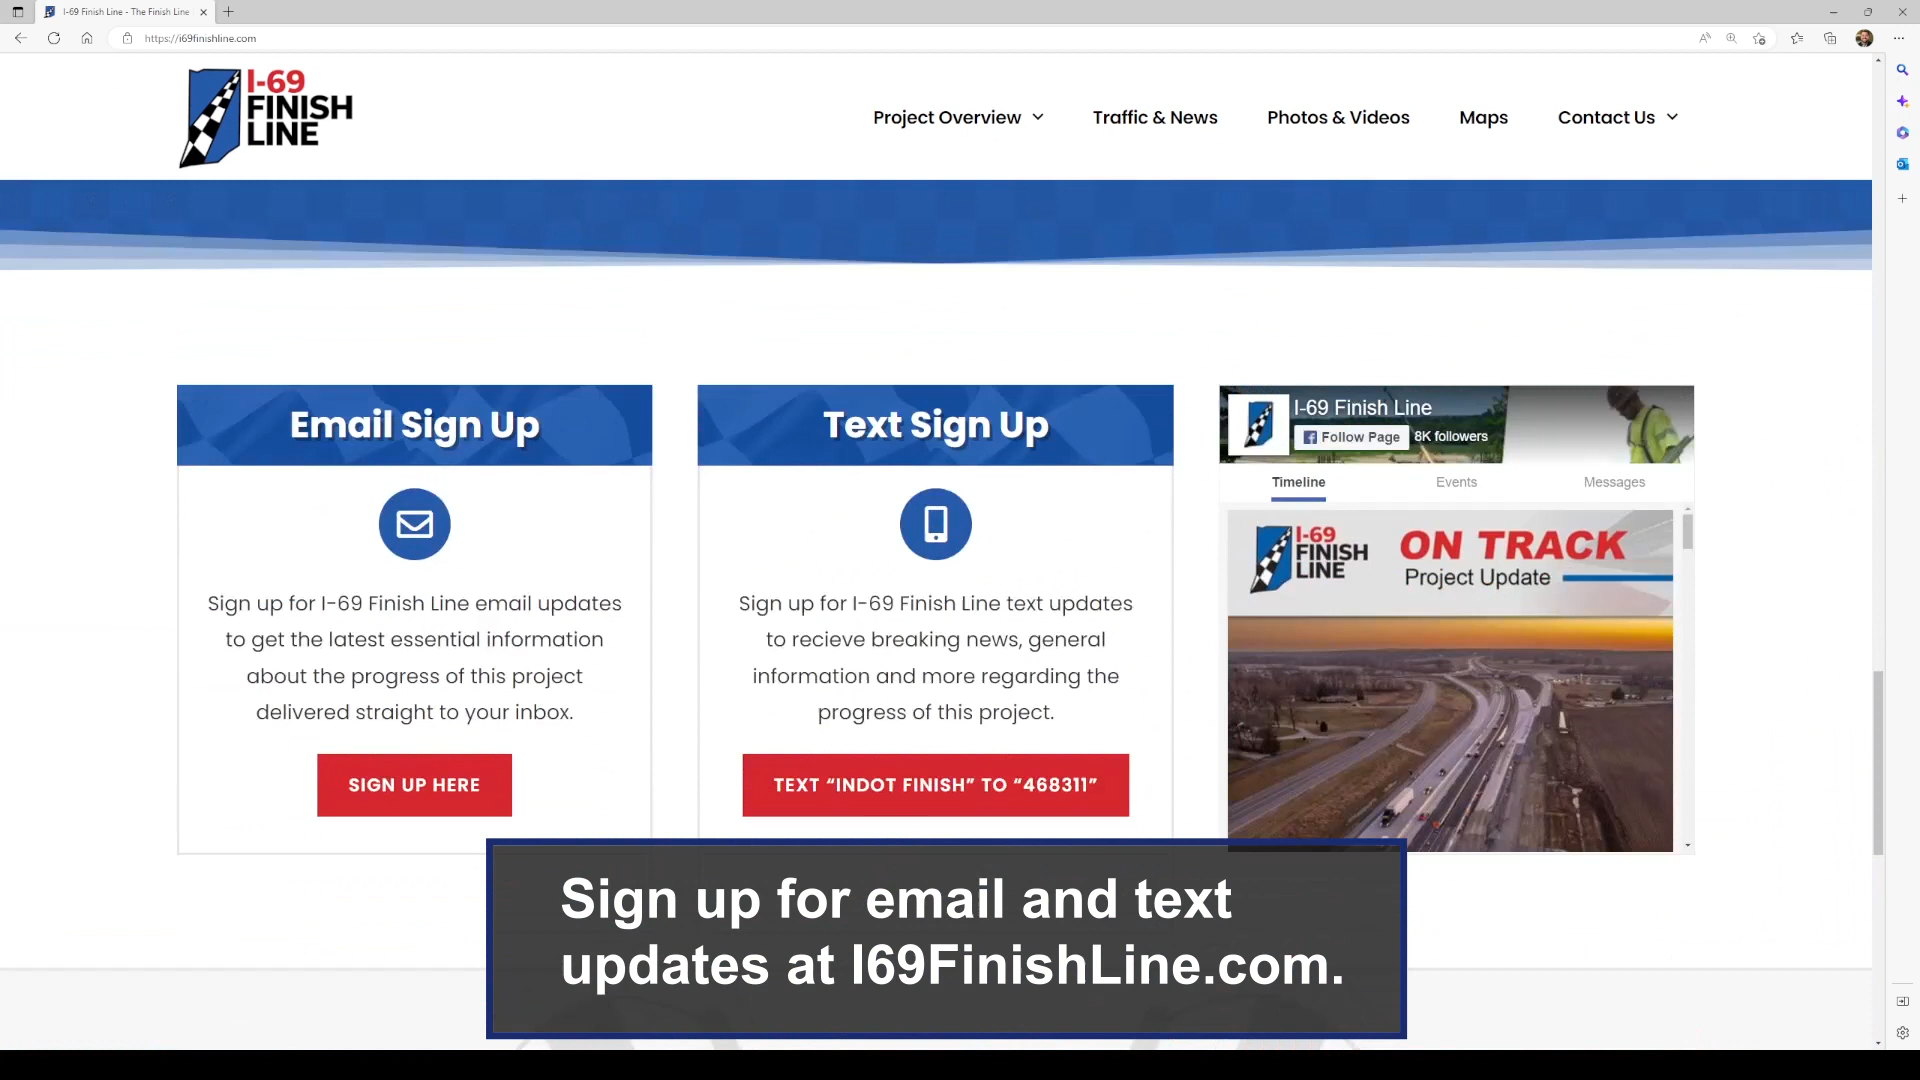 I-69 Finish Line - The Finish Line
https://i69finishline.com
I-69
FINISH
LINE
Project Overview
Traffic & News
Photos & Videos
Maps
Contact Us
Email Sign Up
Sign up for I-69 Finish Line email updates
to get the latest essential information
about the progress of this project
delivered straight to your inbox.
SIGN UP HERE
Text Sign Up
Sign up for I-69 Finish Line text updates
to recieve breaking news, general
information and more regarding the
progress of this project.
TEXT “INDOT FINISH” TO “468311”
I-69 Finish Line
Follow Page
8K followers
Timeline
Events
Messages
I-69
FINISH
LINE
ON TRACK
Project Update
Sign up for email and text
updates at I69FinishLine.com.